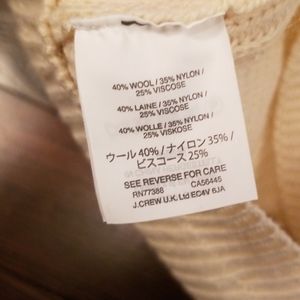 40% WOOL / 35% NYLON /
25% VISCOSE
40% LAINE / 35% NYLON /
25% VISCOSE
40% WOLLE / 35% NYLON /
25% VISKOSE
ウール 40% / ナイロン 35% /
ビスコース 25%
SEE REVERSE FOR CARE
RN77388 CA56445
J.CREW U.K. Ltd EC4V 6JA